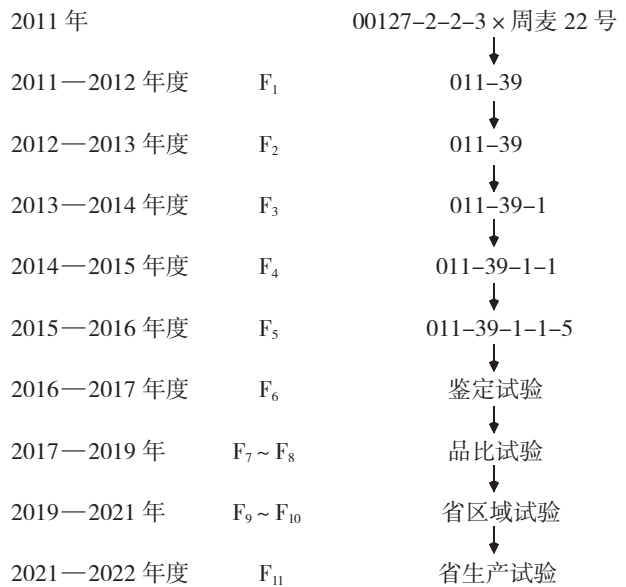 2011 年 00127-2-2-3 × 周麦 22 号
2011—2012 年度 F₁ 011-39
2012—2013 年度 F₂ 011-39
2013—2014 年度 F₃ 011-39-1
2014—2015 年度 F₄ 011-39-1-1
2015—2016 年度 F₅ 011-39-1-1-5
2016—2017 年度 F₆ 鉴定试验
2017—2019 年 F₇ ~ F₈ 品比试验
2019—2021 年 F₉ ~ F₁₀ 省区域试验
2021—2022 年度 F₁₁ 省生产试验